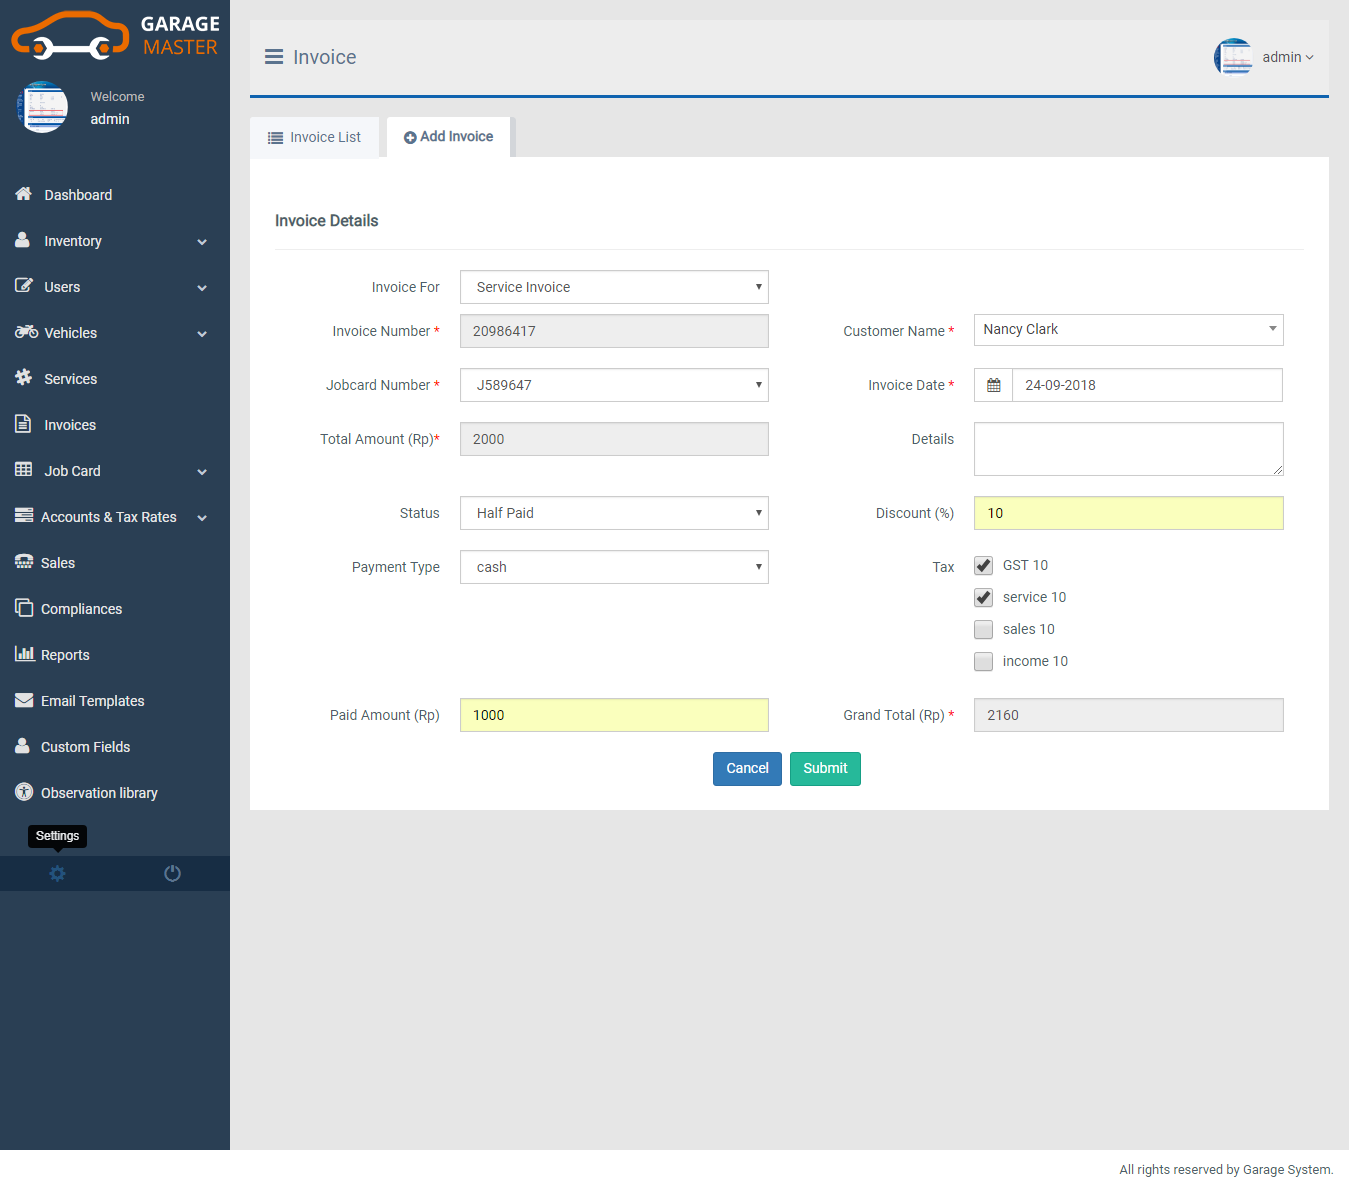 GARAGE
MASTER
Welcome
admin
Dashboard
Inventory
Users
Vehicles
Services
Invoices
Job Card
Accounts & Tax Rates
Sales
Compliances
Reports
Email Templates
Custom Fields
Observation library
Settings
Invoice
admin
Invoice List
Add Invoice
Invoice Details
Invoice For Service Invoice
Invoice Number * 20986417 Customer Name * Nancy Clark
Jobcard Number * J589647 Invoice Date * 24-09-2018
Total Amount (Rp)* 2000 Details
Status Half Paid Discount (%) 10
Payment Type cash Tax GST 10
service 10
sales 10
income 10
Paid Amount (Rp) 1000 Grand Total (Rp) * 2160
Cancel Submit
All rights reserved by Garage System.